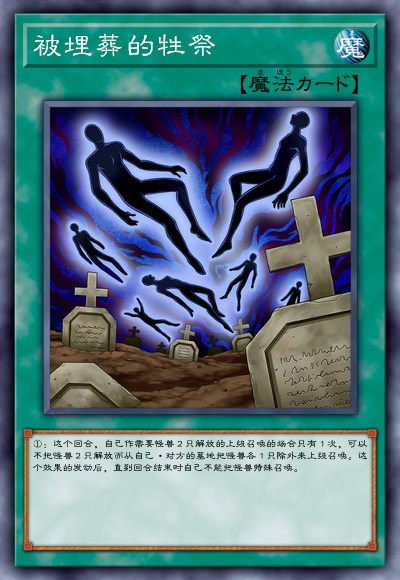 被埋葬的牲祭
魔
【魔法カード】
ま ほう
①：这个回合，自己作需要怪兽２只解放的上级召唤的场合只有１次，可以
不把怪兽２只解放而从自己·对方的墓地把怪兽各１只除外来上级召唤。这
个效果的发动后，直到回合结束时自己不能把怪兽特殊召唤。